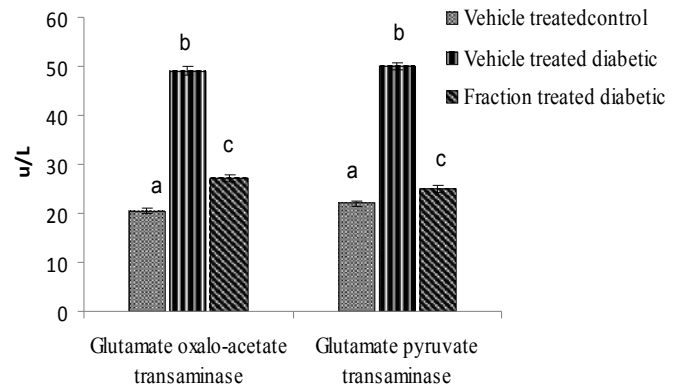 60
50
40
30
20
10
0
u/L
a
b
c
a
b
c
Glutamate oxalo-acetate
transaminase
Glutamate pyruvate
transaminase
Vehicle treatedcontrol
Vehicle treated diabetic
Fraction treated diabetic